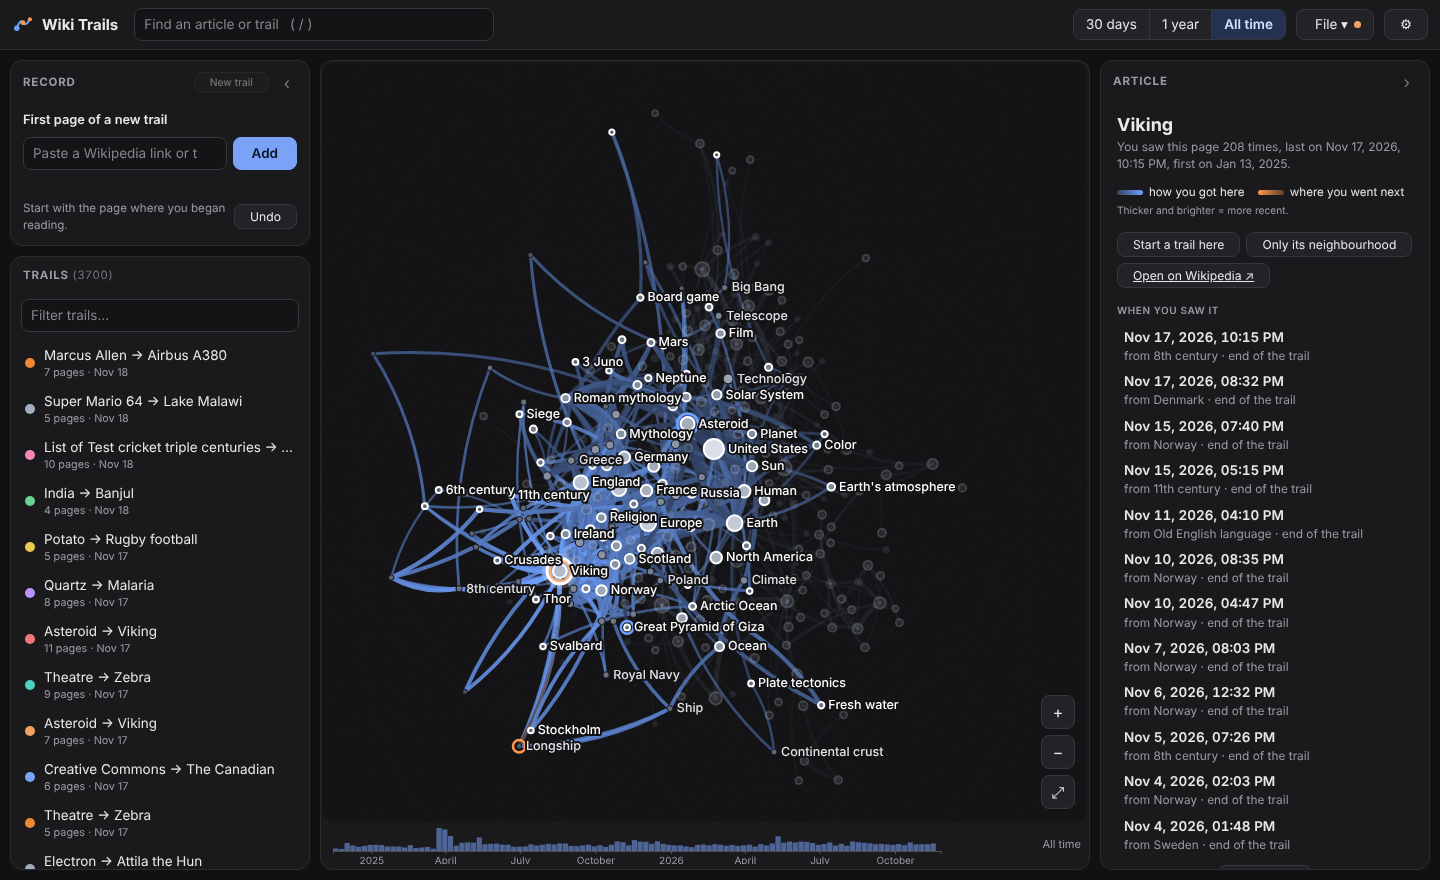 Wiki Trails
Find an article or trail ( / )
30 days
1 year
All time
File ▾
RECORD
New trail
First page of a new trail
Paste a Wikipedia link or t
Add
Start with the page where you began
reading.
Undo
TRAILS (3700)
Filter trails...
Marcus Allen → Airbus A380
7 pages · Nov 18
Super Mario 64 → Lake Malawi
5 pages · Nov 18
List of Test cricket triple centuries → ...
10 pages · Nov 18
India → Banjul
4 pages · Nov 18
Potato → Rugby football
5 pages · Nov 17
Quartz → Malaria
8 pages · Nov 17
Asteroid → Viking
11 pages · Nov 17
Theatre → Zebra
9 pages · Nov 17
Asteroid → Viking
7 pages · Nov 17
Creative Commons → The Canadian
6 pages · Nov 17
Theatre → Zebra
5 pages · Nov 17
Electron → Attila the Hun
Big Bang
Board game
Telescope
Film
Mars
3 Juno
Neptune
Technology
Roman mythology
Solar System
Siege
Asteroid
Mythology
Planet
United States
Color
Greece
Germany
Sun
England
6th century
11th century
France
Russia
Human
Earth's atmosphere
Religion
Europe
Earth
Ireland
Crusades
Scotland
North America
Viking
Poland
Climate
8th century
Norway
Thor
Arctic Ocean
Great Pyramid of Giza
Svalbard
Ocean
Royal Navy
Plate tectonics
Ship
Fresh water
Stockholm
Longship
Continental crust
+
−
2025
April
July
October
2026
April
July
October
All time
ARTICLE
Viking
You saw this page 208 times, last on Nov 17, 2026,
10:15 PM, first on Jan 13, 2025.
how you got here
where you went next
Thicker and brighter = more recent.
Start a trail here
Only its neighbourhood
Open on Wikipedia ↗
WHEN YOU SAW IT
Nov 17, 2026, 10:15 PM
from 8th century · end of the trail
Nov 17, 2026, 08:32 PM
from Denmark · end of the trail
Nov 15, 2026, 07:40 PM
from Norway · end of the trail
Nov 15, 2026, 05:15 PM
from 11th century · end of the trail
Nov 11, 2026, 04:10 PM
from Old English language · end of the trail
Nov 10, 2026, 08:35 PM
from Norway · end of the trail
Nov 10, 2026, 04:47 PM
from Norway · end of the trail
Nov 7, 2026, 08:03 PM
from Norway · end of the trail
Nov 6, 2026, 12:32 PM
from Norway · end of the trail
Nov 5, 2026, 07:26 PM
from 8th century · end of the trail
Nov 4, 2026, 02:03 PM
from Norway · end of the trail
Nov 4, 2026, 01:48 PM
from Sweden · end of the trail